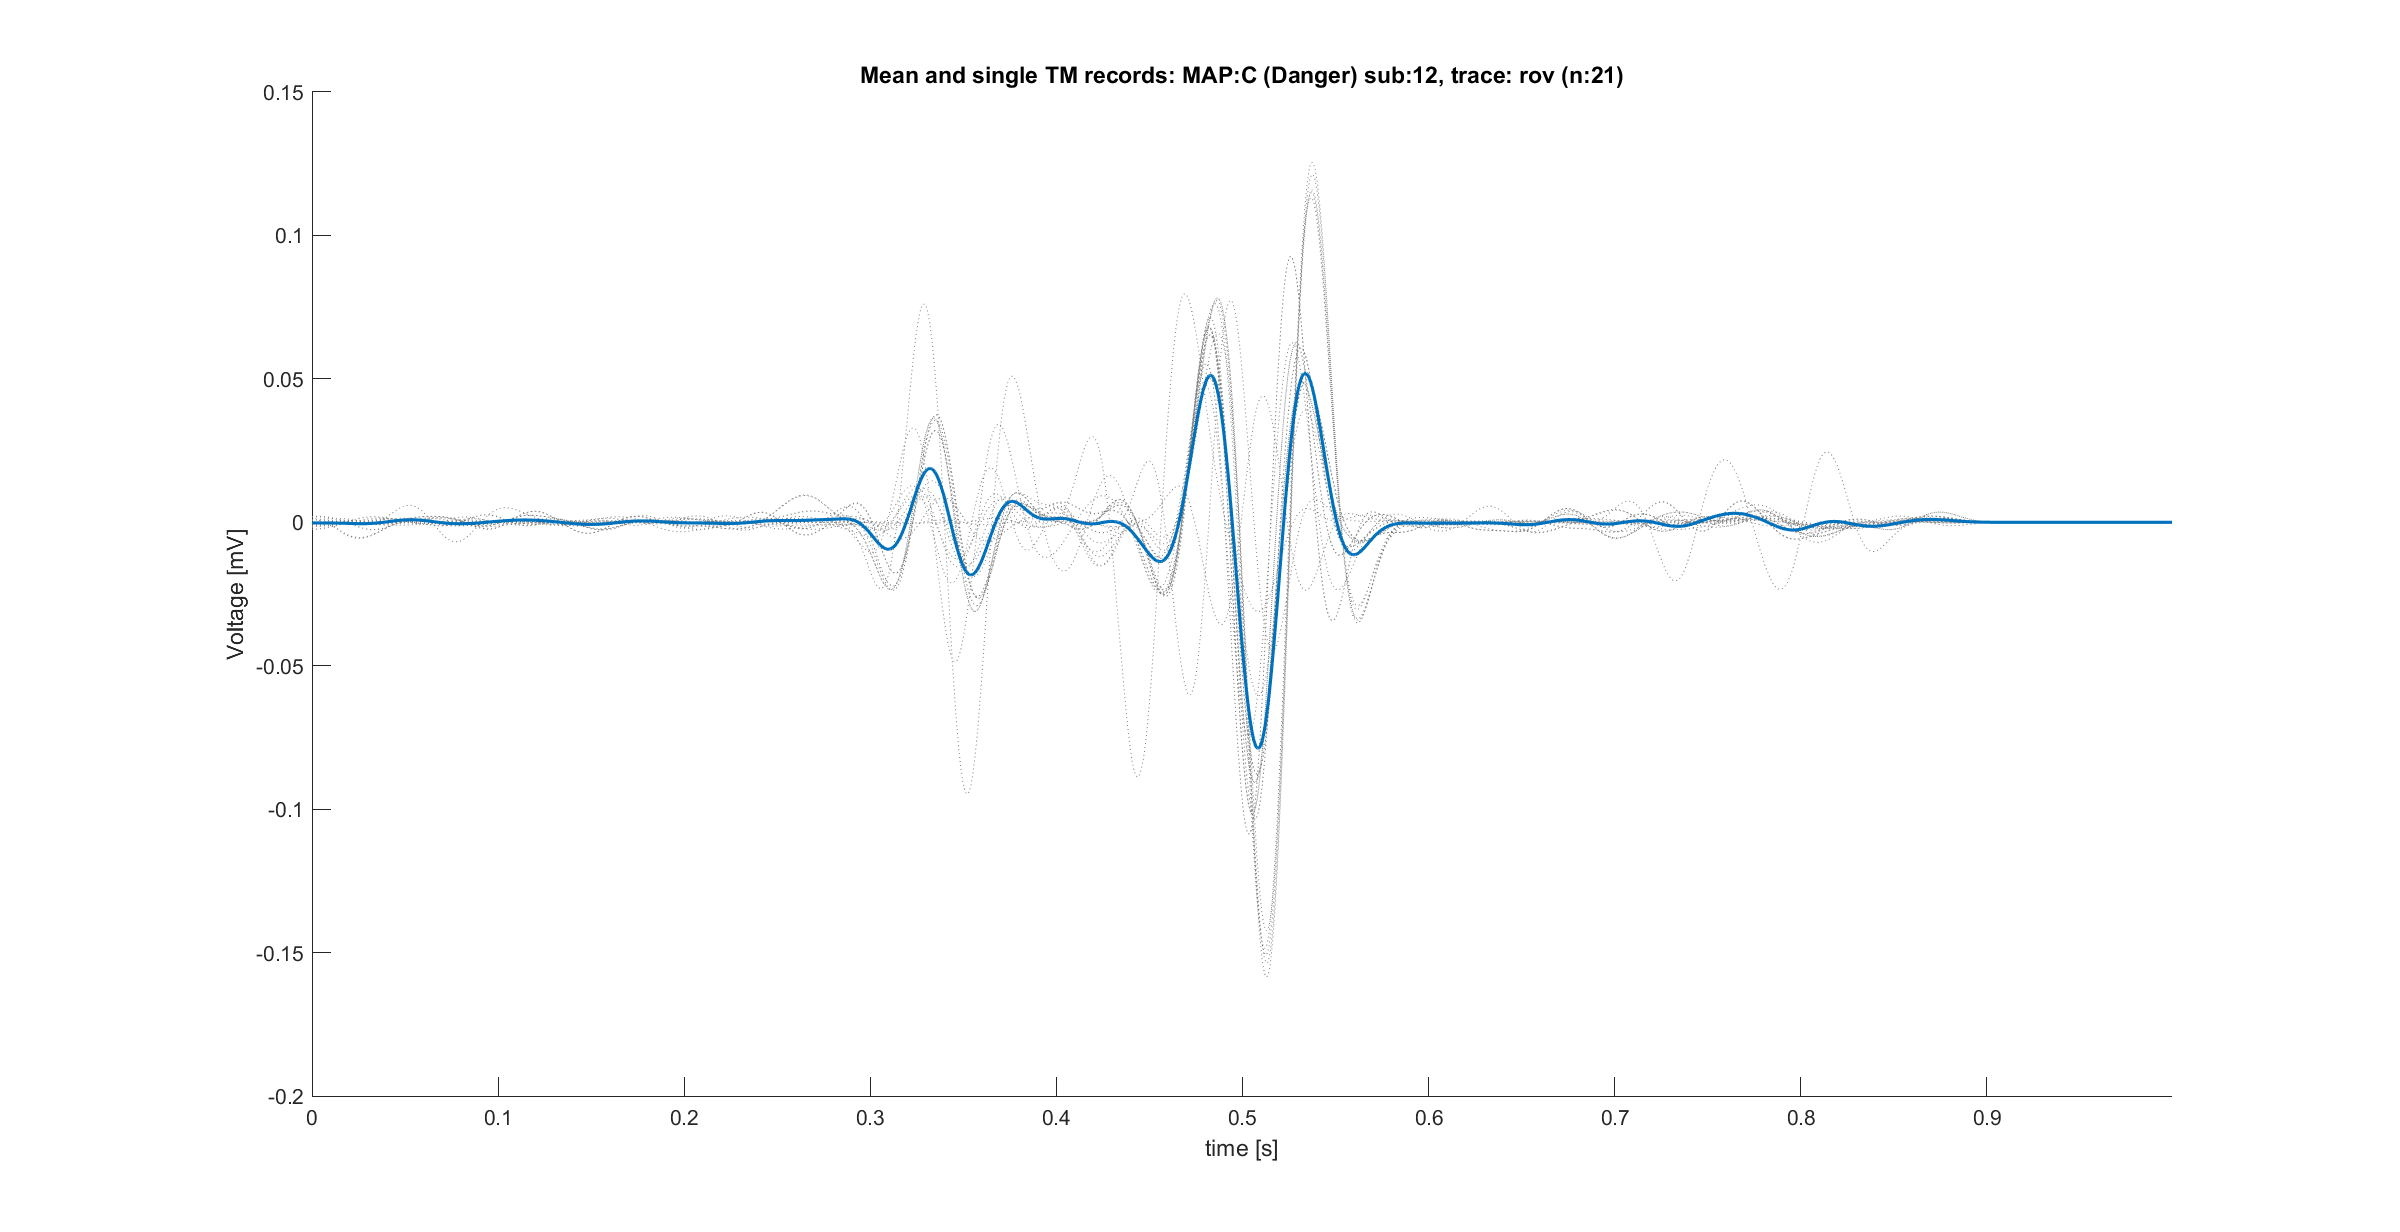 Mean and single TM records: MAP:C (Danger) sub:12, trace: rov (n:21)
0.15
0.1
0.05
0
-0.05
-0.1
-0.15
-0.2
Voltage [mV]
0 0.1 0.2 0.3 0.4 0.5 0.6 0.7 0.8 0.9
time [s]